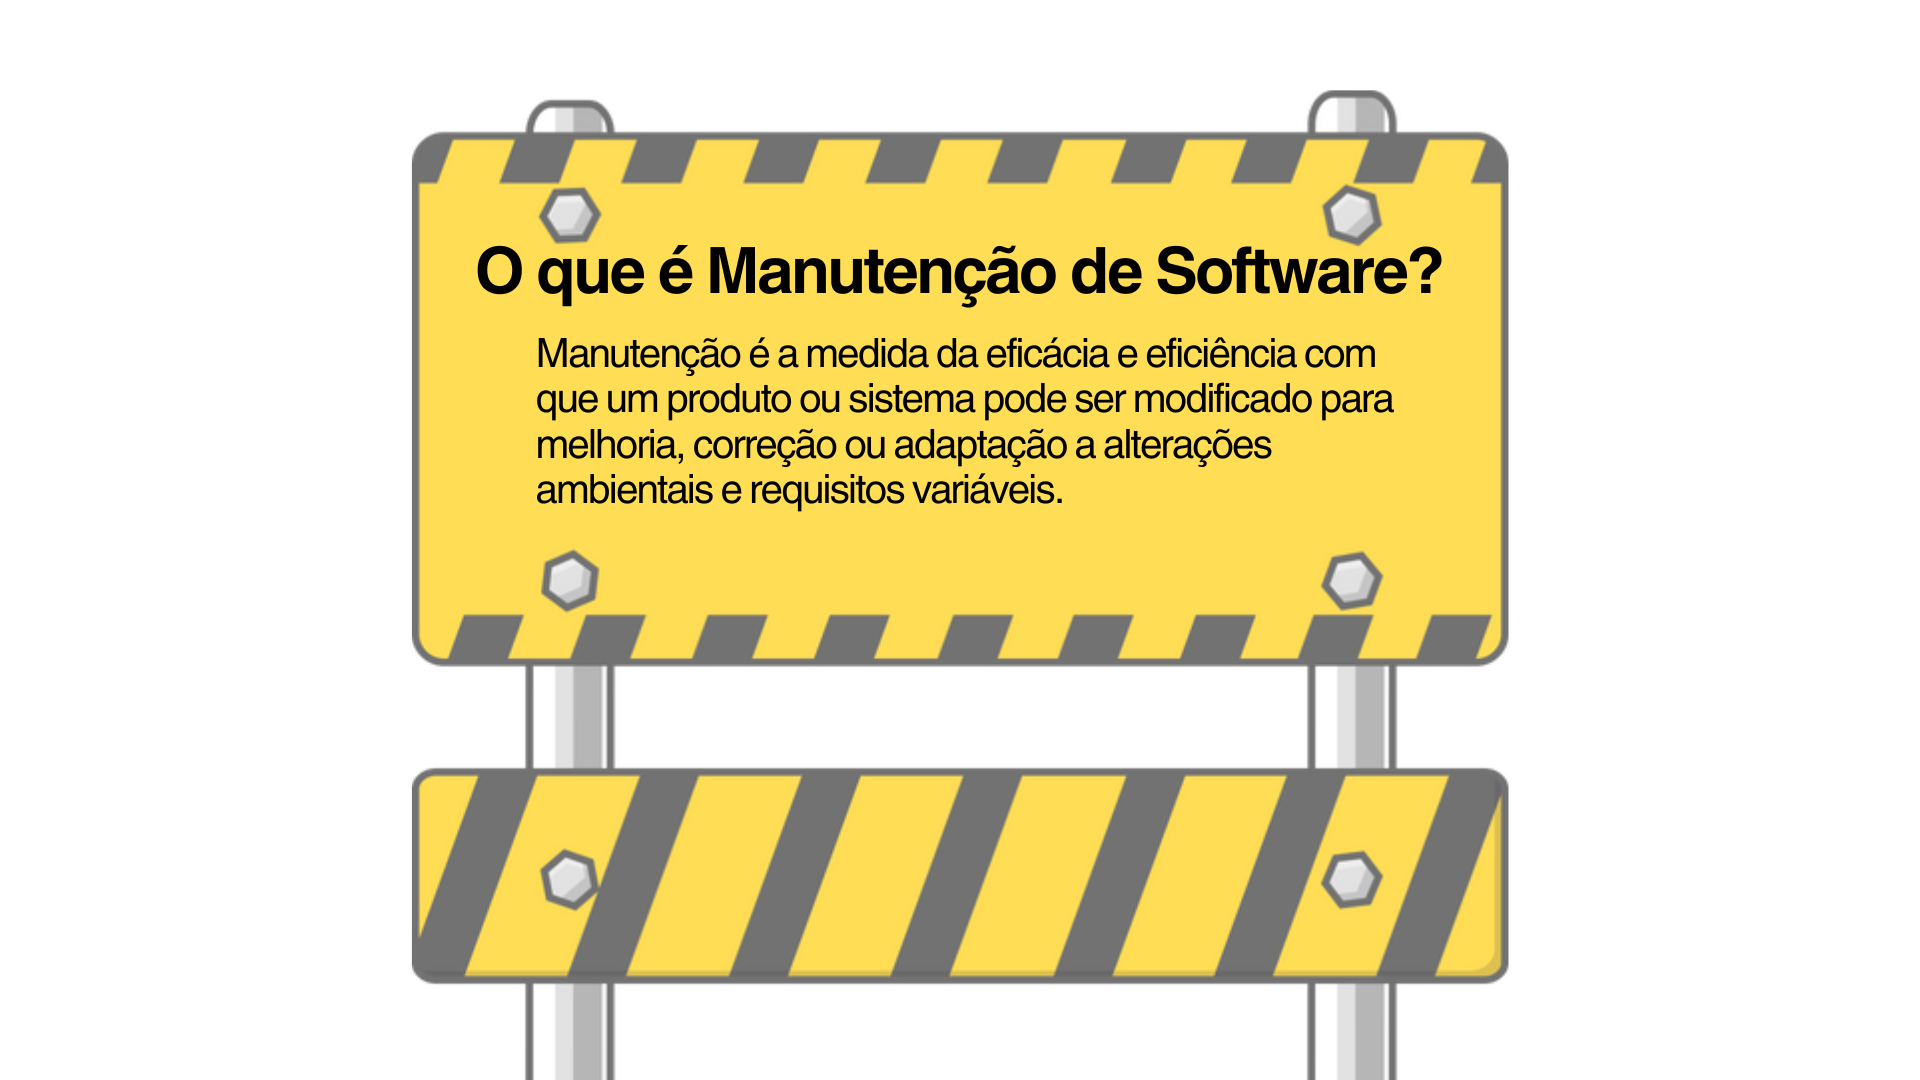 O que é Manutenção de Software?
Manutenção é a medida da eficácia e eficiência com
que um produto ou sistema pode ser modificado para
melhoria, correção ou adaptação a alterações
ambientais e requisitos variáveis.